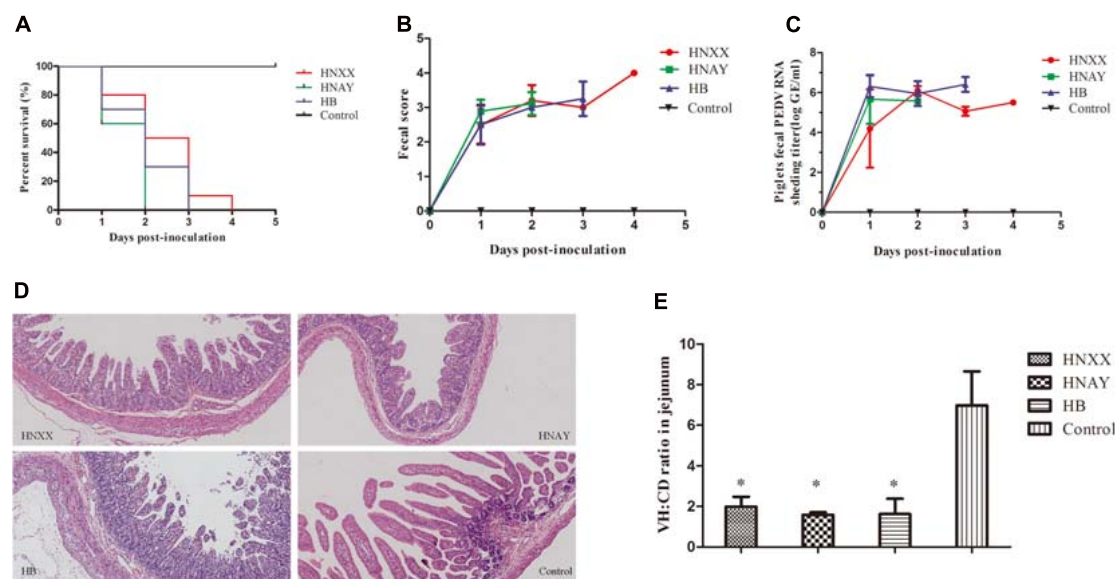 A
Percent survival (%)
100
80
60
40
20
0
0 1 2 3 4 5
Days post-inoculation
HNXX
HNAY
HB
Control
B
Fecal score
5
4
3
2
1
0
0 1 2 3 4 5
Days post-inoculation
HNXX
HNAY
HB
Control
C
Piglets fecal PEDV RNA
sheding titer(log GE/ml)
8
6
4
2
0
0 1 2 3 4 5
Days post-inoculation
HNXX
HNAY
HB
Control
D
HNXX
HNAY
HB
Control
E
VH:CD ratio in jejunum
10
8
6
4
2
0
* * *
HNXX
HNAY
HB
Control